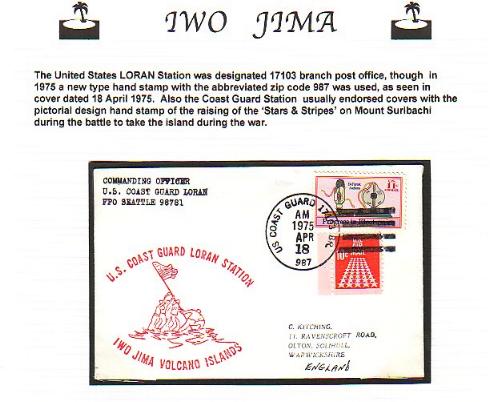 IWO JIMA
The United States LORAN Station was designated 17103 branch post office, though in
1975 a new type hand stamp with the abbreviated zip code 987 was used, as seen in
cover dated 18 April 1975. Also the Coast Guard Station usually endorsed covers with the
pictorial design hand stamp of the raising of the 'Stars & Stripes' on Mount Suribachi
during the battle to take the island during the war.
COMMANDING OFFICER
U.S. COAST GUARD LORAN
FPO SEATTLE 98781
US COAST GUARD 17103 BR.
AM
1975
APR
18
987
11c
10c
U.S. COAST GUARD LORAN STATION
IWO JIMA VOLCANO ISLANDS
C. KITCHING,
11. RAVENSCROFT ROAD,
OLTON, SOLIHULL,
WARWICKSHIRE
ENGLAND